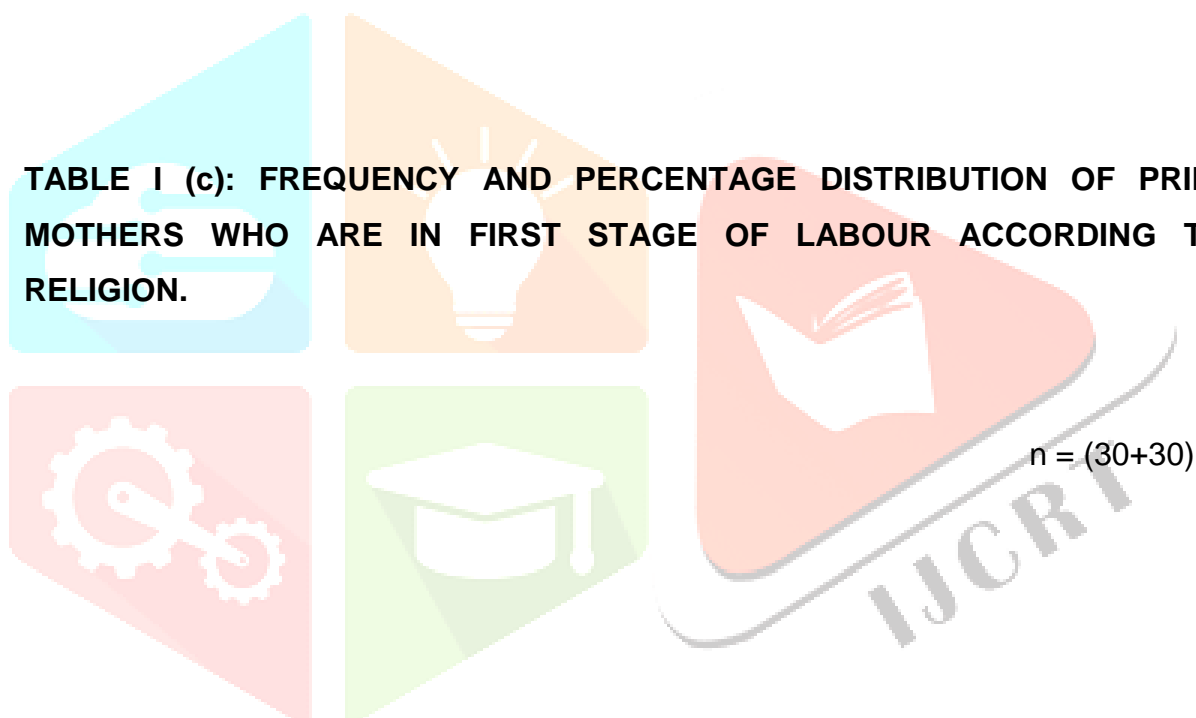 TABLE I (c): FREQUENCY AND PERCENTAGE DISTRIBUTION OF
MOTHERS WHO ARE IN FIRST STAGE OF LABOUR ACCORDING
RELIGION.
n = (30+30)
IJCRT